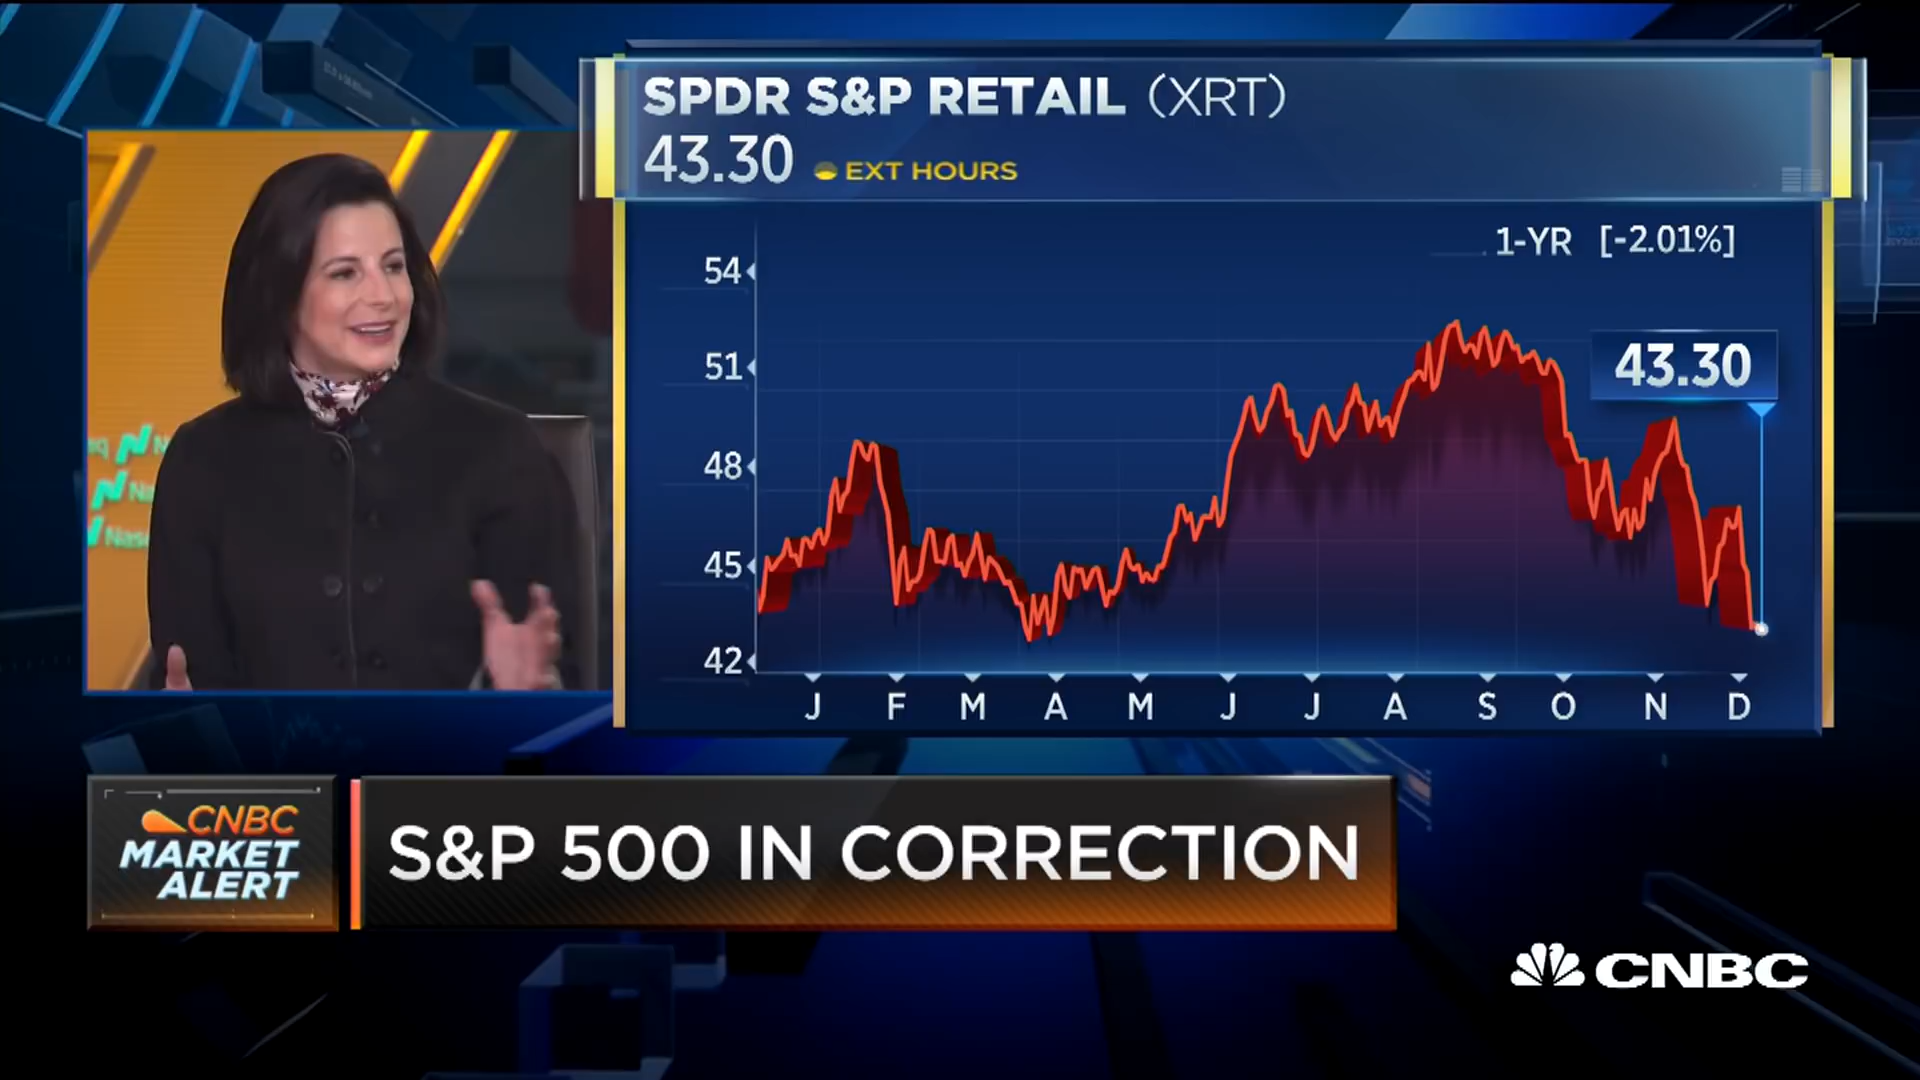 SPDR S&P RETAIL (XRT)
43.30 EXT HOURS
1-YR [-2.01%]
54
51
48
45
42
43.30
J F M A M J J A S O N D
Nasd
CNBC
MARKET
ALERT
S&P 500 IN CORRECTION
CNBC